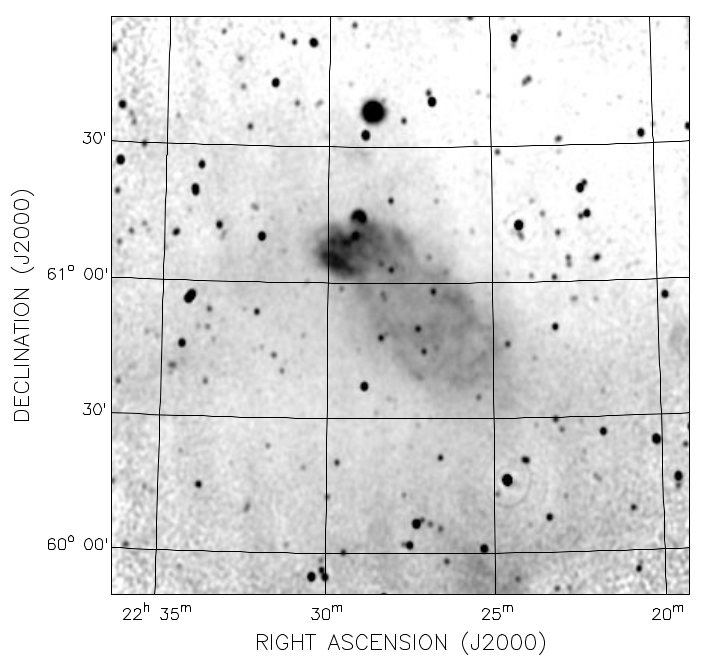 30'
61° 00'
30'
60° 00'
DECLINATION (J2000)
22ʰ 35ᵐ 30ᵐ 25ᵐ 20ᵐ
RIGHT ASCENSION (J2000)